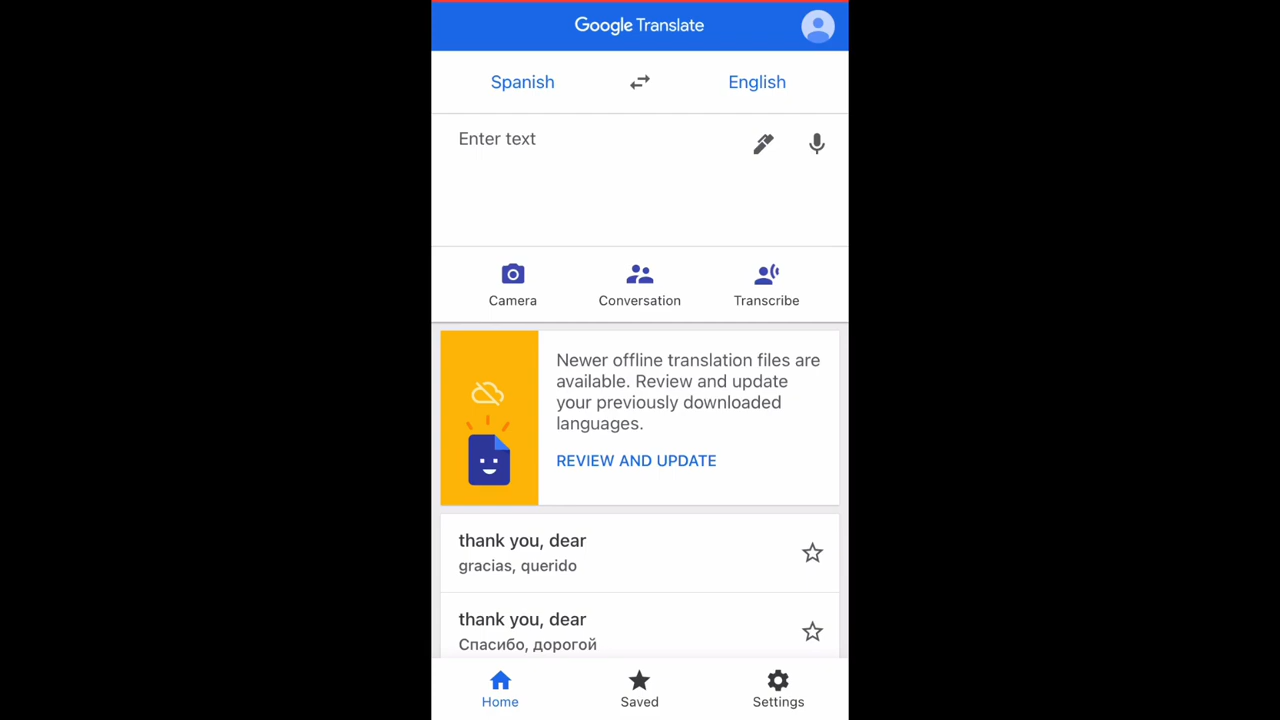 Google Translate
Spanish
English
Enter text
Camera
Conversation
Transcribe
Newer offline translation files are
available. Review and update
your previously downloaded
languages.
REVIEW AND UPDATE
thank you, dear
gracias, querido
thank you, dear
Спасибо, дорогой
Home
Saved
Settings